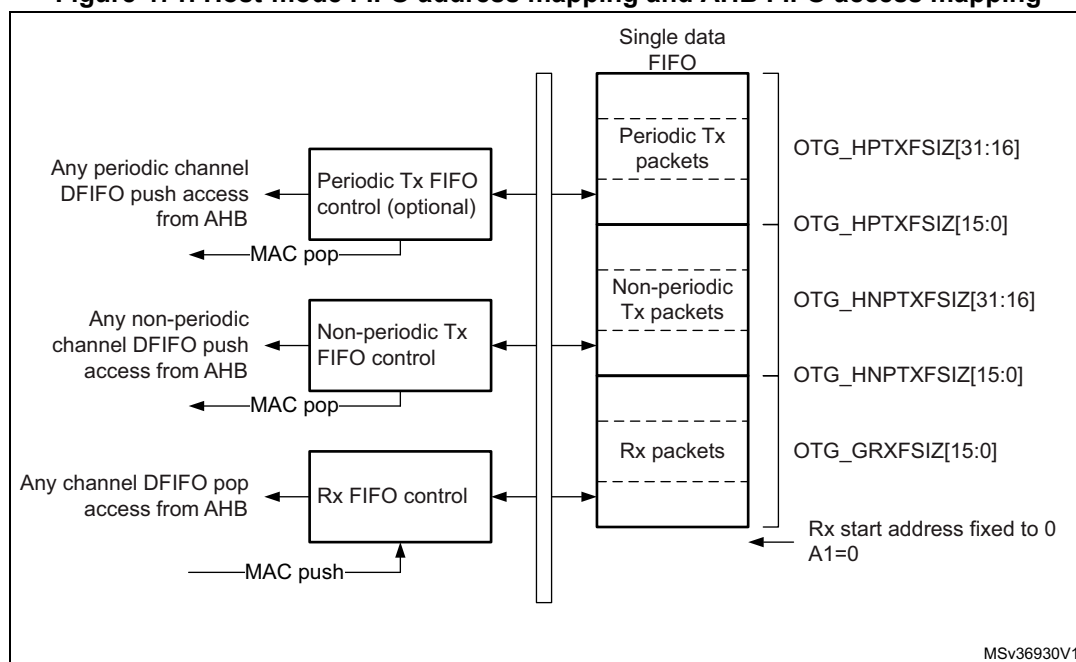 Figure 474. Host-mode FIFO address mapping and AHB FIFO access mapping
Single data
FIFO
Periodic Tx
packets
OTG_HPTXFSIZ[31:16]
Any periodic channel
DFIFO push access
from AHB
Periodic Tx FIFO
control (optional)
MAC pop
OTG_HPTXFSIZ[15:0]
Non-periodic
Tx packets
OTG_HNPTXFSIZ[31:16]
Any non-periodic
channel DFIFO push
access from AHB
Non-periodic Tx
FIFO control
MAC pop
OTG_HNPTXFSIZ[15:0]
Rx packets
OTG_GRXFSIZ[15:0]
Any channel DFIFO pop
access from AHB
Rx FIFO control
MAC push
Rx start address fixed to 0
A1=0
MSv36930V1